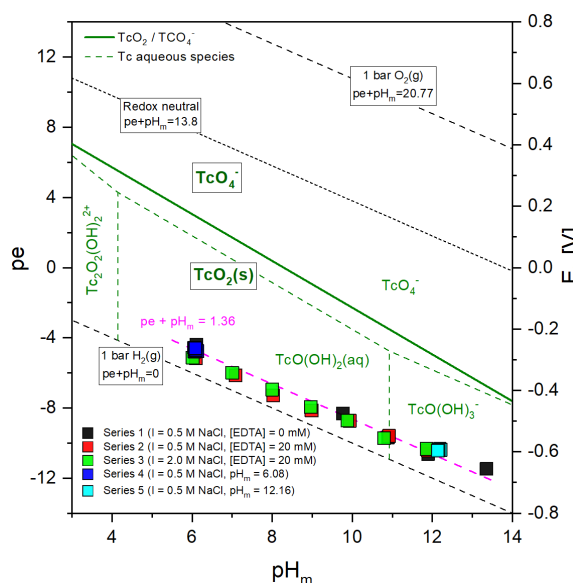 TcO₂ / TCO₄⁻
Tc aqueous species
1 bar O₂(g)
pe+pHₘ=20.77
Redox neutral
pe+pHₘ=13.8
TcO₄⁻
Tc₂O₂(OH)₂²⁺
TcO₂(s)
TcO₄⁻
pe + pHₘ = 1.36
1 bar H₂(g)
pe+pHₘ=0
TcO(OH)₂(aq)
TcO(OH)₃⁻
Series 1 (I = 0.5 M NaCl, [EDTA] = 0 mM)
Series 2 (I = 0.5 M NaCl, [EDTA] = 20 mM)
Series 3 (I = 2.0 M NaCl, [EDTA] = 20 mM)
Series 4 (I = 0.5 M NaCl, pHₘ = 6.08)
Series 5 (I = 0.5 M NaCl, pHₘ = 12.16)
12
8
4
0
-4
-8
-12
pe
0.8
0.6
0.4
0.2
0.0
-0.2
-0.4
-0.6
-0.8
[V]
4
6
8
10
12
14
pHₘ